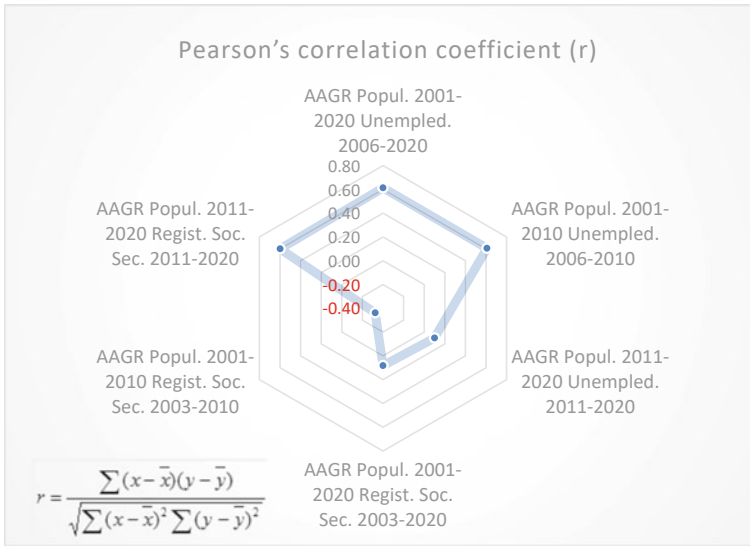 Pearson’s correlation coefficient (r)
AAGR Popul. 2001-
2020 Unempled.
2006-2020
0.80
0.60
0.40
0.20
0.00
-0.20
-0.40
AAGR Popul. 2011-
2020 Regist. Soc.
Sec. 2011-2020
AAGR Popul. 2001-
2010 Unempled.
2006-2010
AAGR Popul. 2001-
2010 Regist. Soc.
Sec. 2003-2010
AAGR Popul. 2011-
2020 Unempled.
2011-2020
AAGR Popul. 2001-
2020 Regist. Soc.
Sec. 2003-2020
r = ∑(x − x̅)(y − y̅) / √∑(x − x̅)² ∑(y − y̅)²